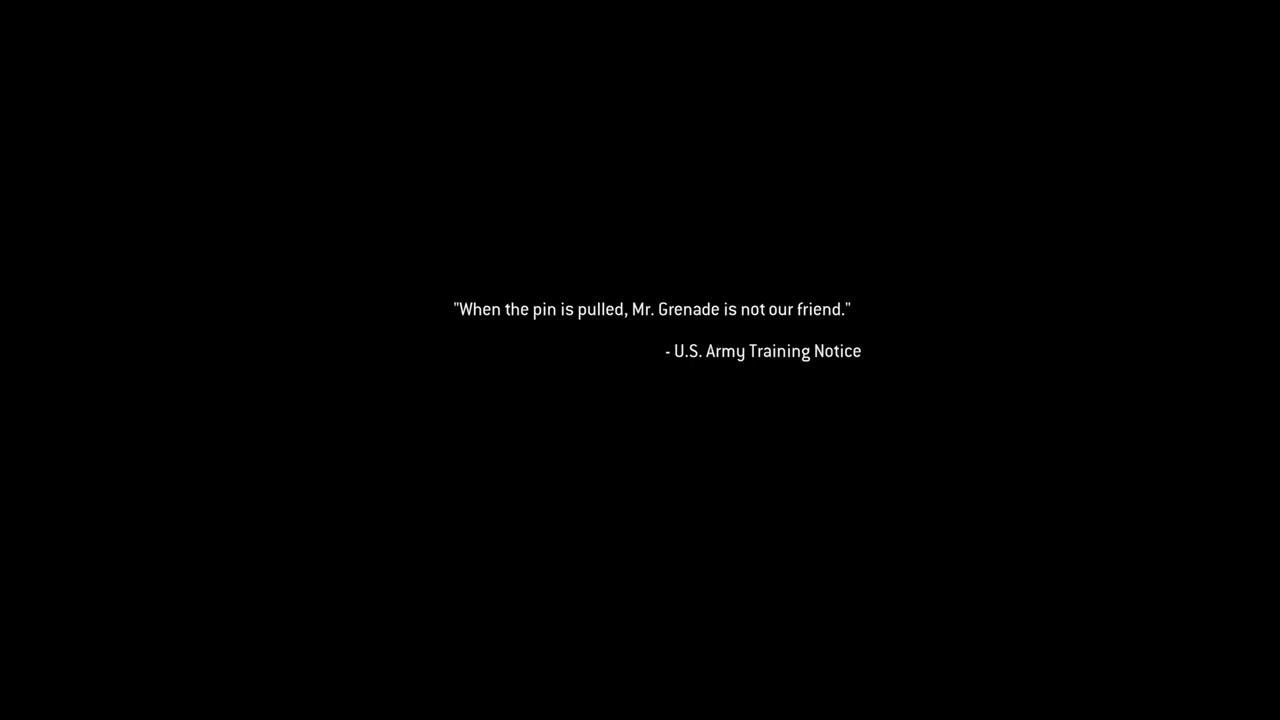 "When the pin is pulled, Mr. Grenade is not our friend."
- U.S. Army Training Notice